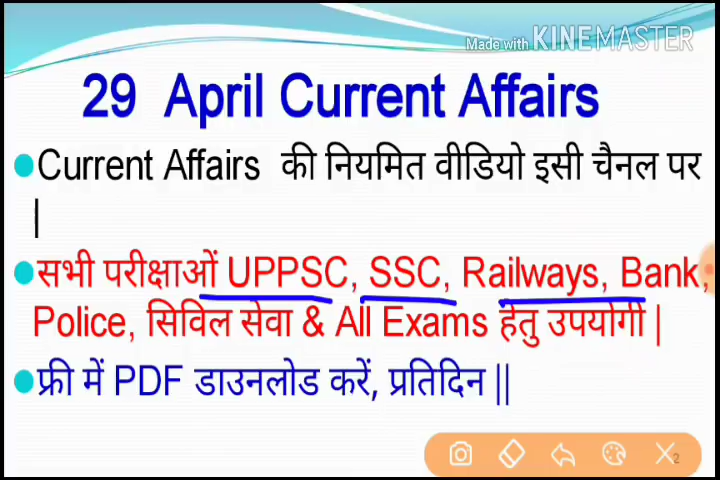 Made with KINEMASTER
29 April Current Affairs
Current Affairs की नियमित वीडियो इसी चैनल पर
|
सभी परीक्षाओं UPPSC, SSC, Railways, Bank,
Police, सिविल सेवा & All Exams हेतु उपयोगी |
फ्री में PDF डाउनलोड करें, प्रतिदिन ||
2